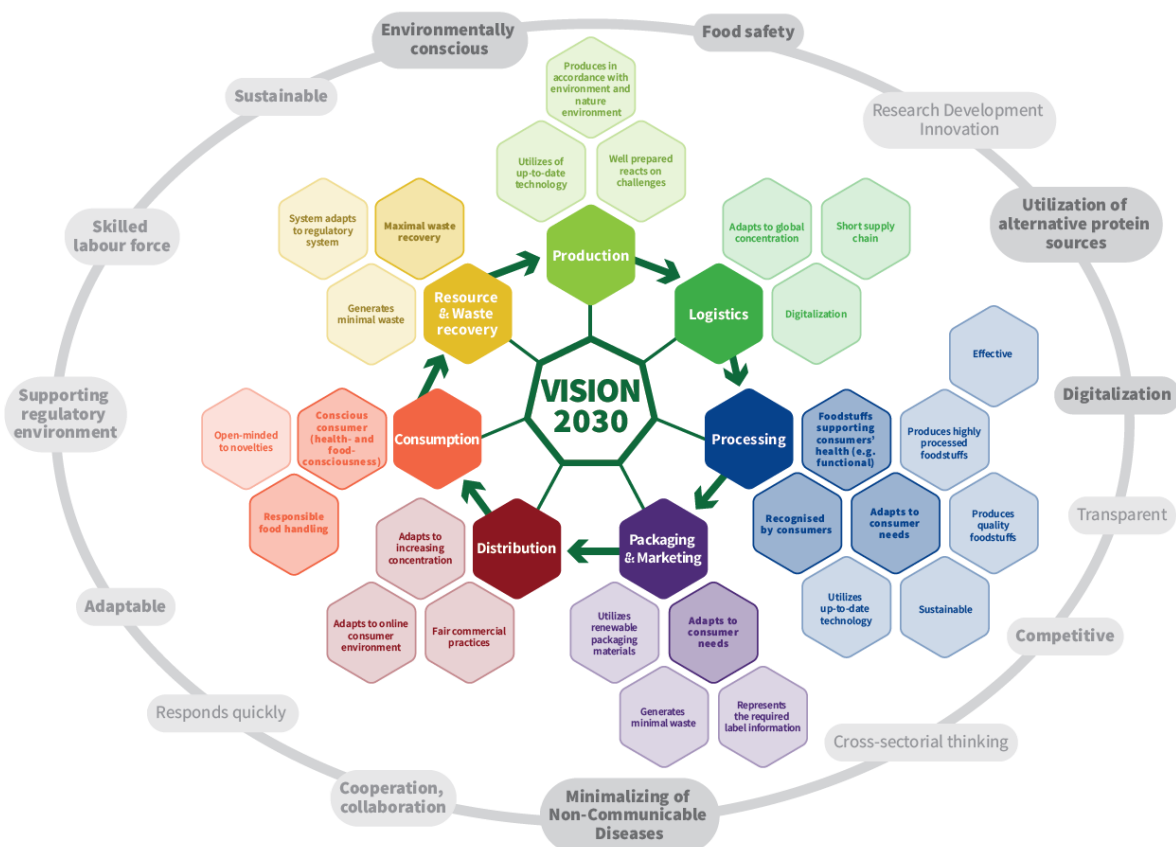 Environmentally
conscious
Food safety
Sustainable
Research Development
Innovation
Skilled
labour force
Utilization of
alternative protein
sources
Supporting
regulatory
environment
Digitalization
Transparent
Adaptable
Competitive
Responds quickly
Cross-sectorial thinking
Cooperation,
collaboration
Minimalizing of
Non-Communicable
Diseases
VISION
2030
Production
Produces in
accordance with
environment and
nature
environment
Utilizes of
up-to-date
technology
Well prepared
reacts on
challenges
Logistics
Adapts to global
concentration
Short supply
chain
Digitalization
Processing
Effective
Foodstuffs
supporting
consumers'
health (e.g.
functional)
Produces highly
processed
foodstuffs
Recognised
by consumers
Adapts to
consumer
needs
Produces
quality
foodstuffs
Utilizes
up-to-date
technology
Sustainable
Packaging
& Marketing
Utilizes
renewable
packaging
materials
Adapts to
consumer
needs
Generates
minimal waste
Represents
the required
label information
Distribution
Adapts to
increasing
concentration
Adapts to online
consumer
environment
Fair commercial
practices
Consumption
Open-minded
to novelties
Conscious
consumer
(health- and
food-
consciousness)
Responsible
food handling
Resource
& Waste
recovery
System adapts
to regulatory
system
Maximal waste
recovery
Generates
minimal waste